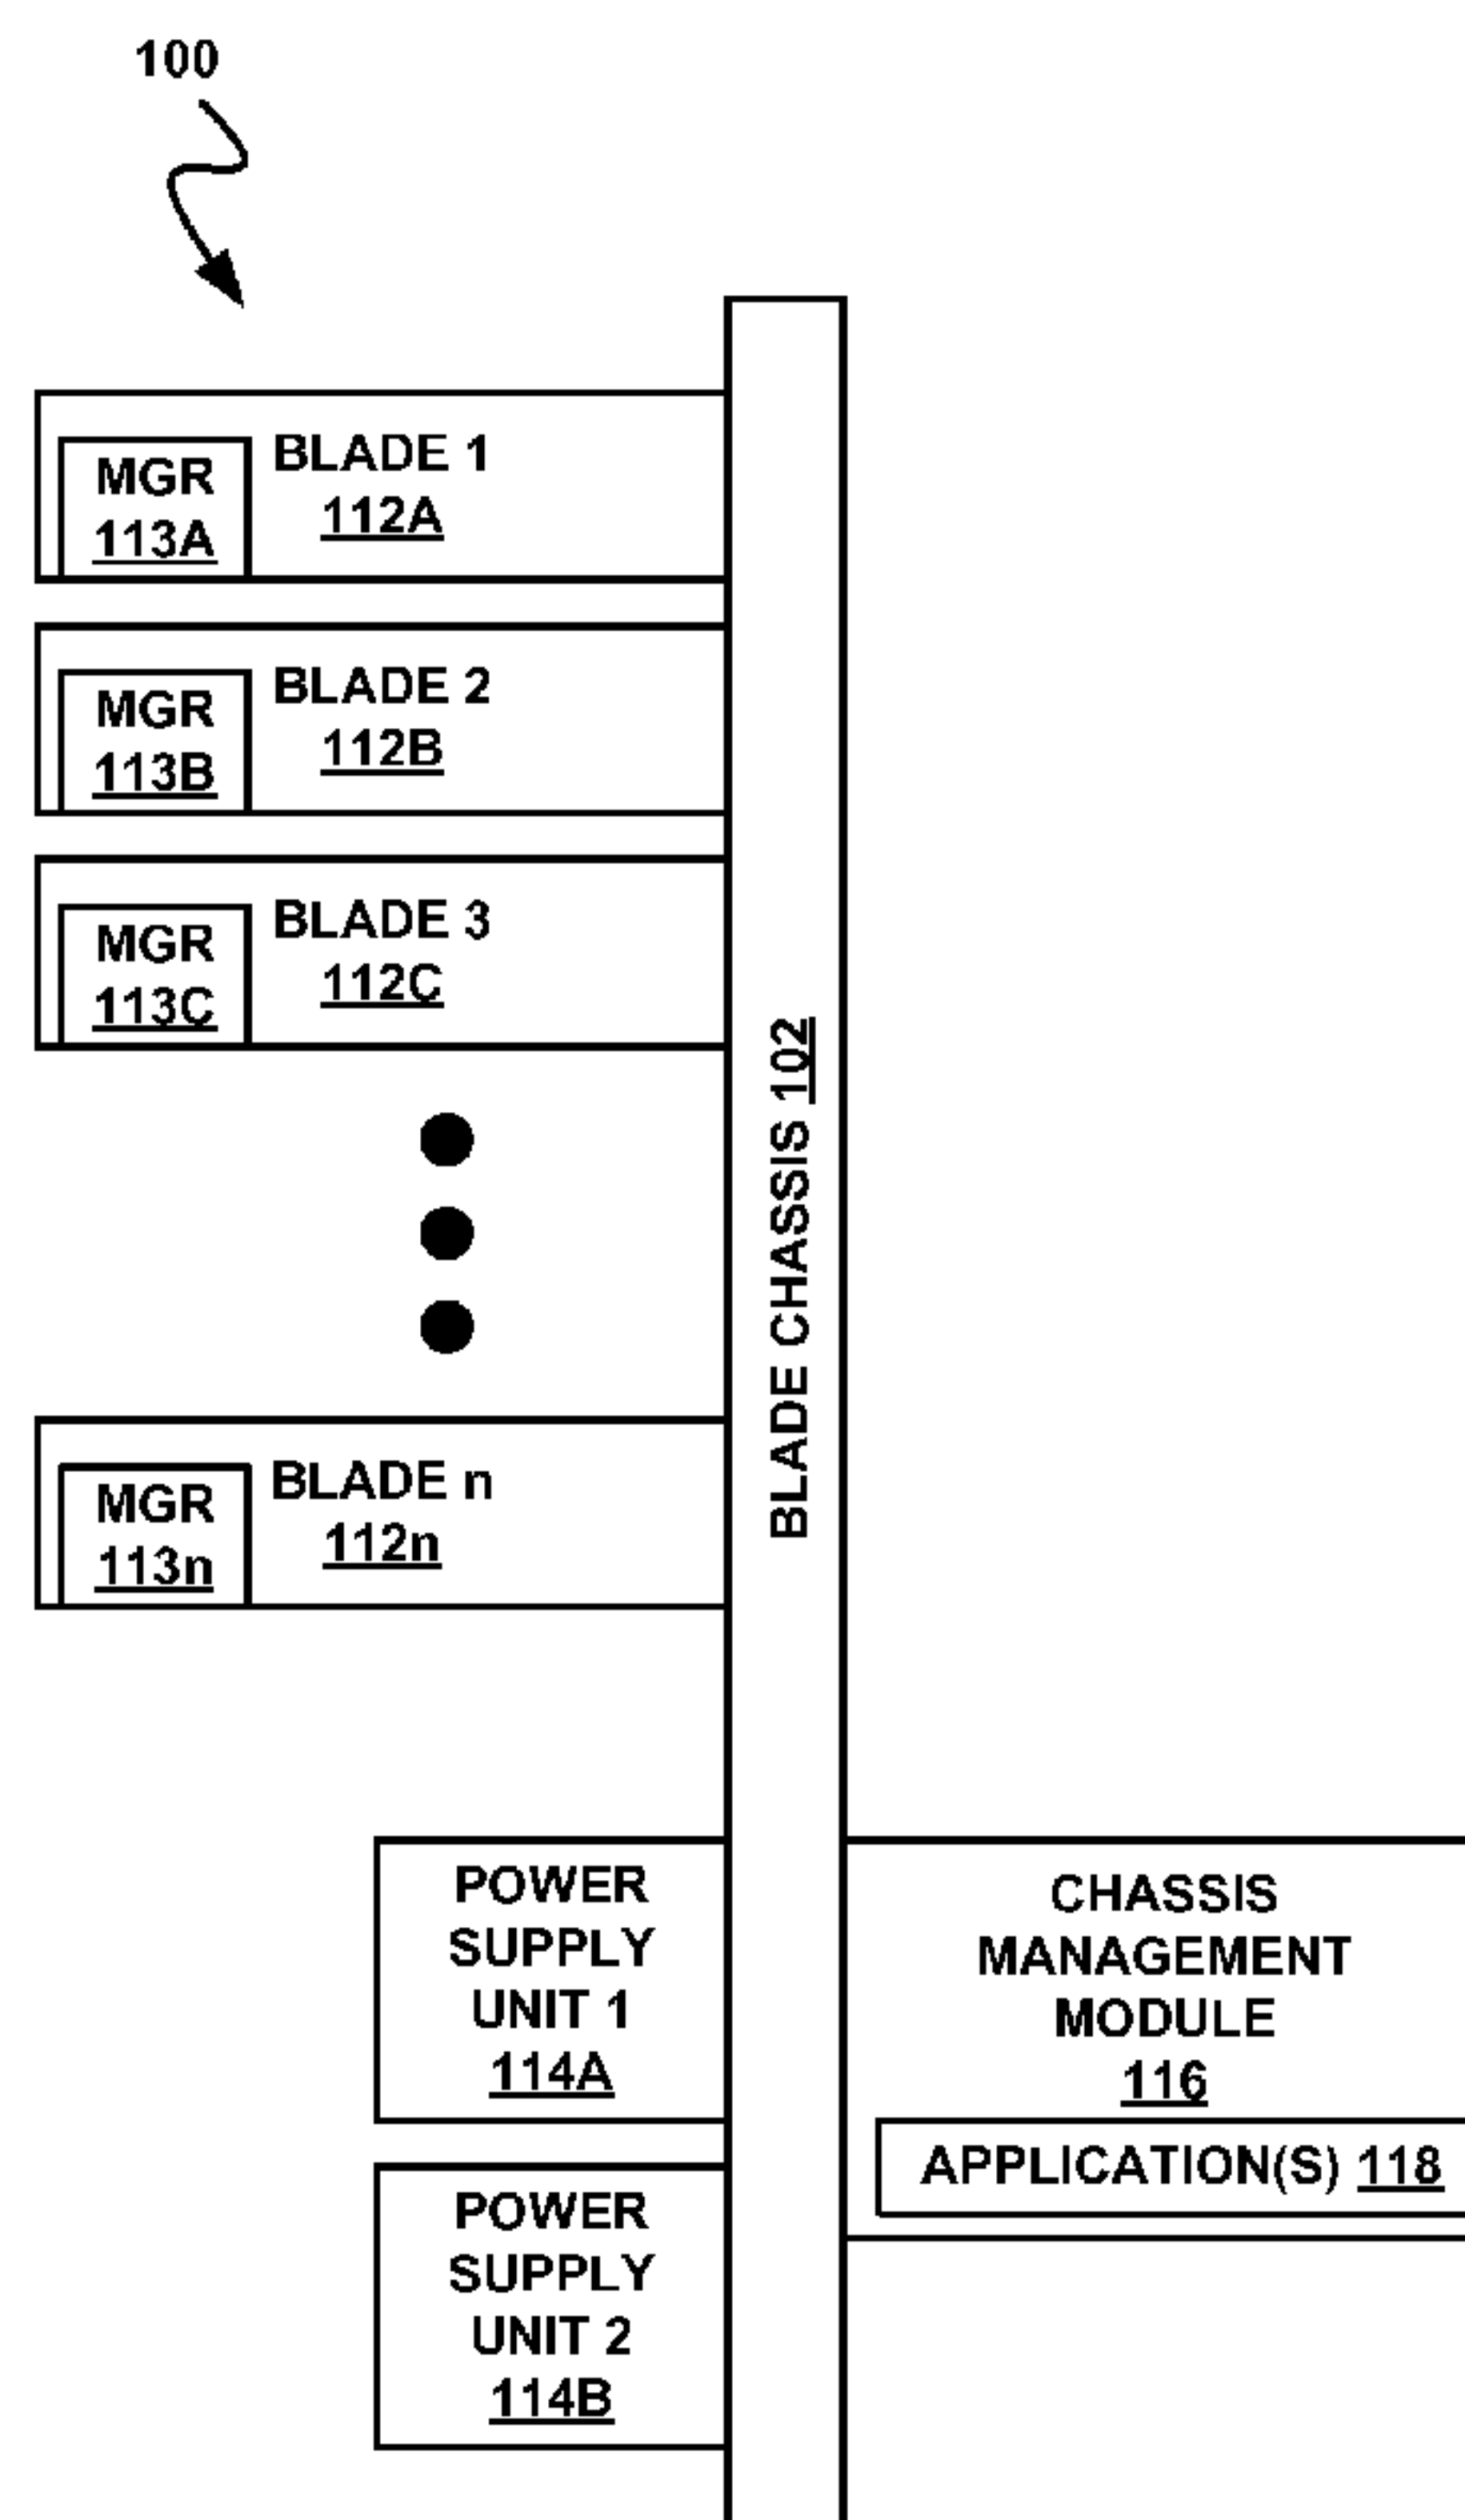 100
BLADE 1
112A
MGR
113A
BLADE 2
112B
MGR
113B
BLADE 3
112C
MGR
113C
BLADE CHASSIS 102
BLADE n
112n
MGR
113n
POWER
SUPPLY
UNIT 1
114A
CHASSIS
MANAGEMENT
MODULE
116
APPLICATION(S) 118
POWER
SUPPLY
UNIT 2
114B